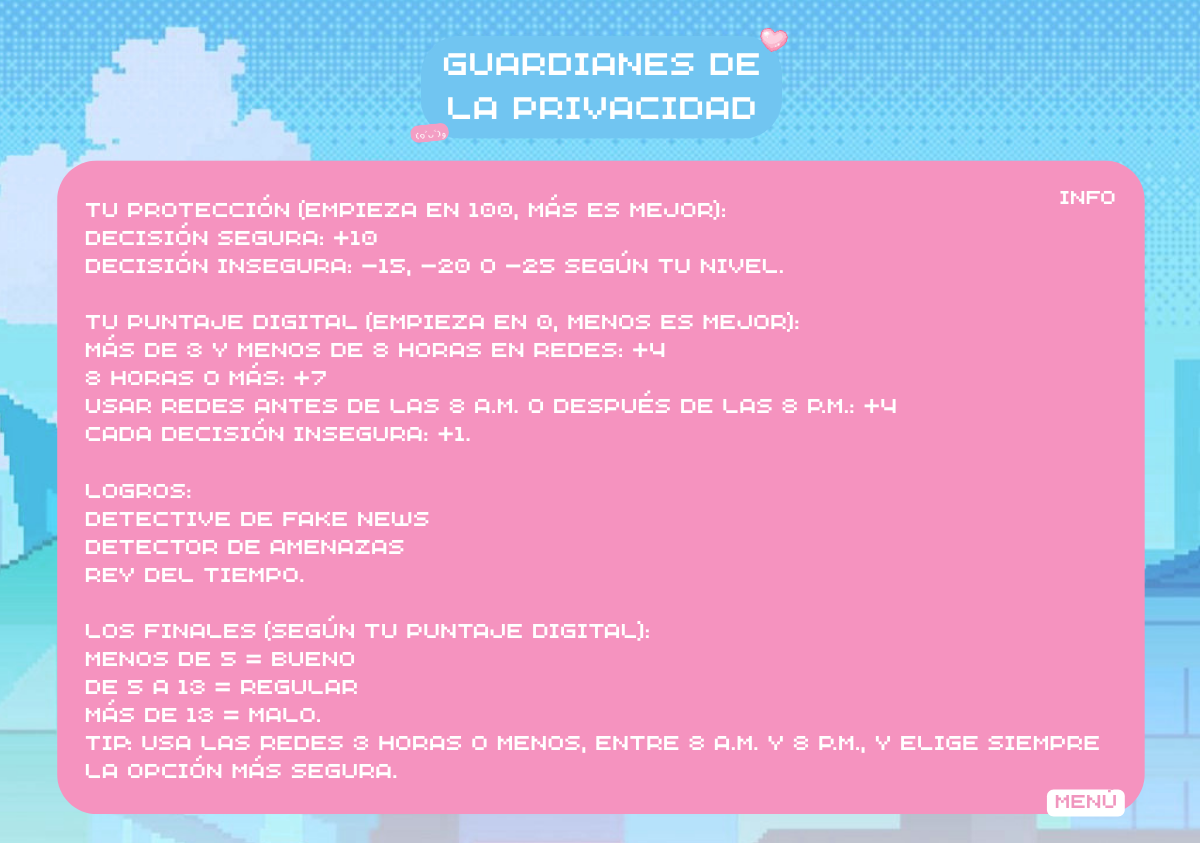 GUARDIANES DE
LA PRIVACIDAD
INFO
TU PROTECCIÓN (EMPIEZA EN 100, MÁS ES MEJOR):
DECISIÓN SEGURA: +10
DECISIÓN INSEGURA: -15, -20 O -25 SEGÚN TU NIVEL.
TU PUNTAJE DIGITAL (EMPIEZA EN 0, MENOS ES MEJOR):
MÁS DE 3 Y MENOS DE 8 HORAS EN REDES: +4
8 HORAS O MÁS: +7
USAR REDES ANTES DE LAS 8 A.M. O DESPUÉS DE LAS 8 P.M.: +4
CADA DECISIÓN INSEGURA: +1.
LOGROS:
DETECTIVE DE FAKE NEWS
DETECTOR DE AMENAZAS
REY DEL TIEMPO.
LOS FINALES (SEGÚN TU PUNTAJE DIGITAL):
MENOS DE 5 = BUENO
DE 5 A 13 = REGULAR
MÁS DE 13 = MALO.
TIP: USA LAS REDES 3 HORAS O MENOS, ENTRE 8 A.M. Y 8 P.M., Y ELIGE SIEMPRE
LA OPCIÓN MÁS SEGURA.
MENÚ